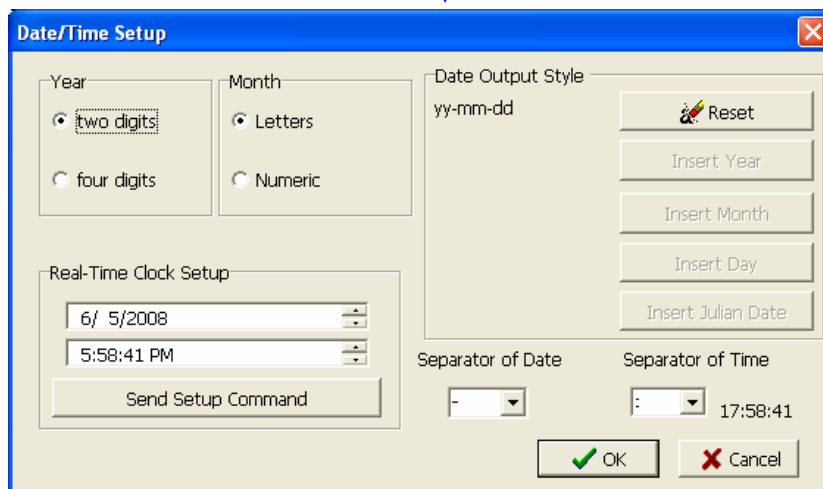 Date/Time Setup
Year
two digits
four digits
Month
Letters
Numeric
Date Output Style
yy-mm-dd
Reset
Insert Year
Insert Month
Insert Day
Insert Julian Date
Real-Time Clock Setup
6/ 5/2008
5:58:41 PM
Send Setup Command
Separator of Date
-
Separator of Time
:
17:58:41
OK
Cancel